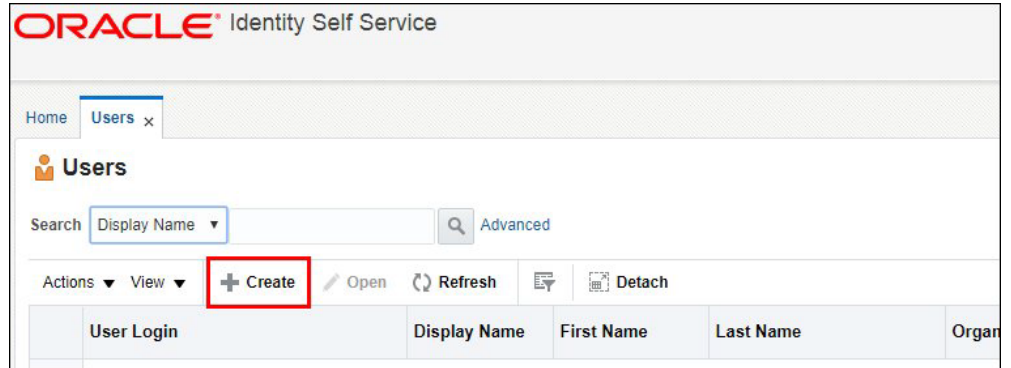 ORACLE® Identity Self Service
Home Users x
Users
Search Display Name ▼ Advanced
Actions ▼ View ▼ Create Open Refresh Detach
User Login Display Name First Name Last Name Organ